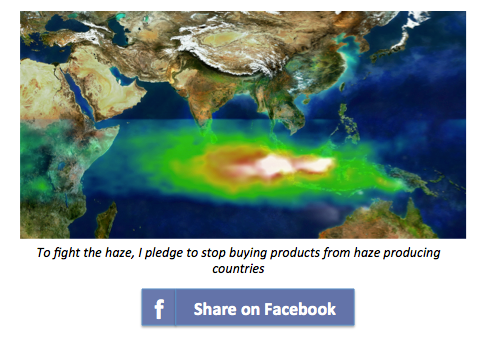 To fight the haze, I pledge to stop buying products from haze producing
countries
f Share on Facebook